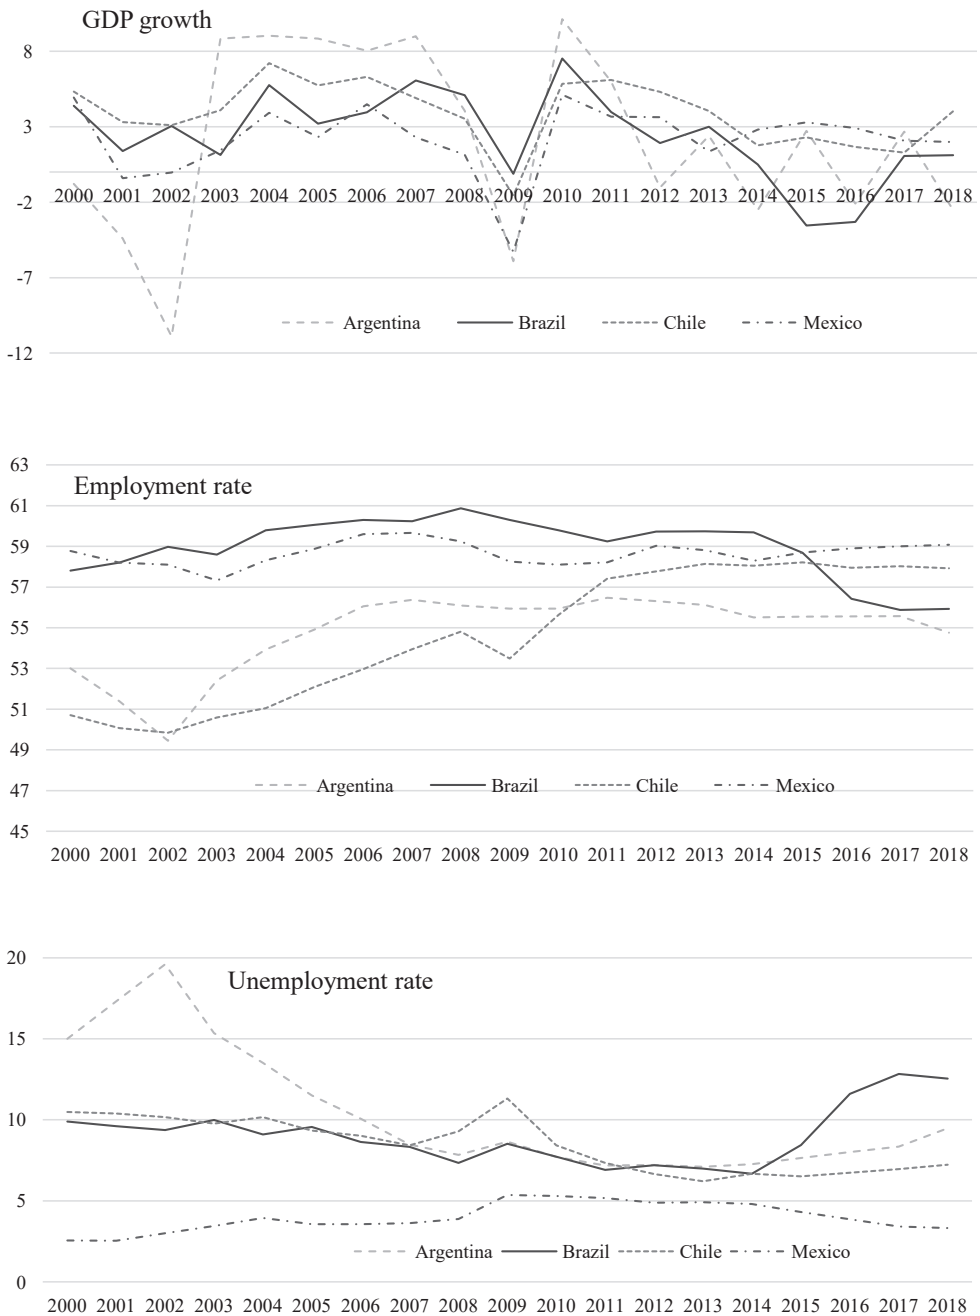 GDP growth
8
3
-2
2000 2001 2002 2003 2004 2005 2006 2007 2008 2009 2010 2011 2012 2013 2014 2015 2016 2017 2018
-7
Argentina Brazil Chile Mexico
-12
63
Employment rate
61
59
57
55
53
51
49
47
Argentina Brazil Chile Mexico
45
2000 2001 2002 2003 2004 2005 2006 2007 2008 2009 2010 2011 2012 2013 2014 2015 2016 2017 2018
20
Unemployment rate
15
10
5
Argentina Brazil Chile Mexico
0
2000 2001 2002 2003 2004 2005 2006 2007 2008 2009 2010 2011 2012 2013 2014 2015 2016 2017 2018